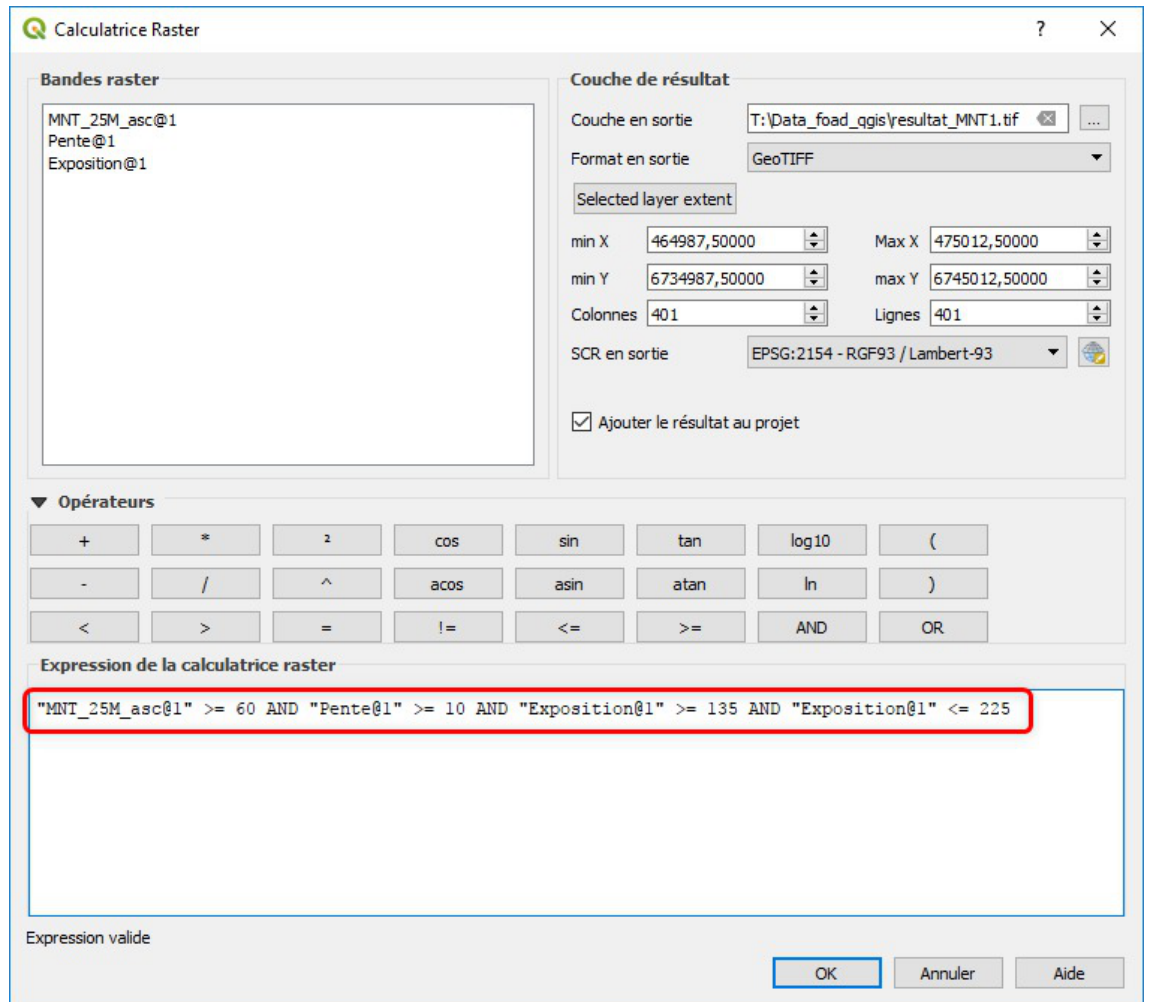 Calculatrice Raster ? ×
Bandes raster
MNT_25M_asc@1
Pente@1
Exposition@1
Couche de résultat
Couche en sortie T:\Data_foad_qgis\resultat_MNT1.tif ...
Format en sortie GeoTIFF
Selected layer extent
min X 464987,50000 Max X 475012,50000
min Y 6734987,50000 max Y 6745012,50000
Colonnes 401 Lignes 401
SCR en sortie EPSG:2154 - RGF93 / Lambert-93
Ajouter le résultat au projet
Opérateurs
+ * ² cos sin tan log10 (
- / ^ acos asin atan ln )
< > = != <= >= AND OR
Expression de la calculatrice raster
"MNT_25M_asc@1" >= 60 AND "Pente@1" >= 10 AND "Exposition@1" >= 135 AND "Exposition@1" <= 225
Expression valide
OK Annuler Aide